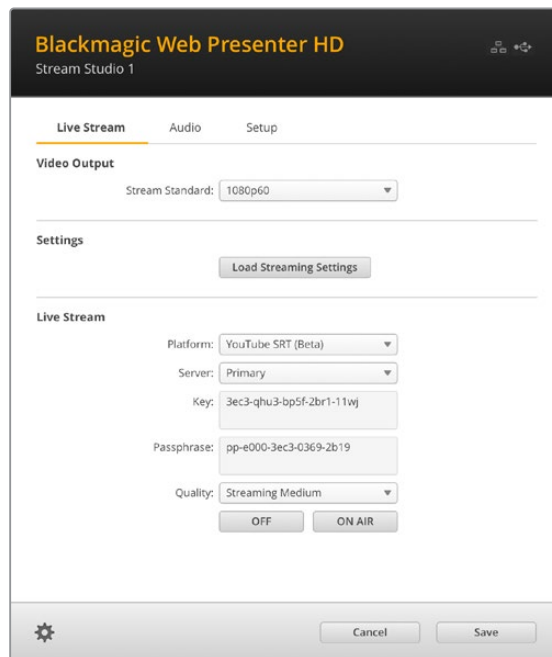 Blackmagic Web Presenter HD
Stream Studio 1
Live Stream Audio Setup
Video Output
Stream Standard: 1080p60
Settings
Load Streaming Settings
Live Stream
Platform: YouTube SRT (Beta)
Server: Primary
Key: 3ec3-qhu3-bp5f-2br1-11wj
Passphrase: pp-e000-3ec3-0369-2b19
Quality: Streaming Medium
OFF ON AIR
Cancel Save